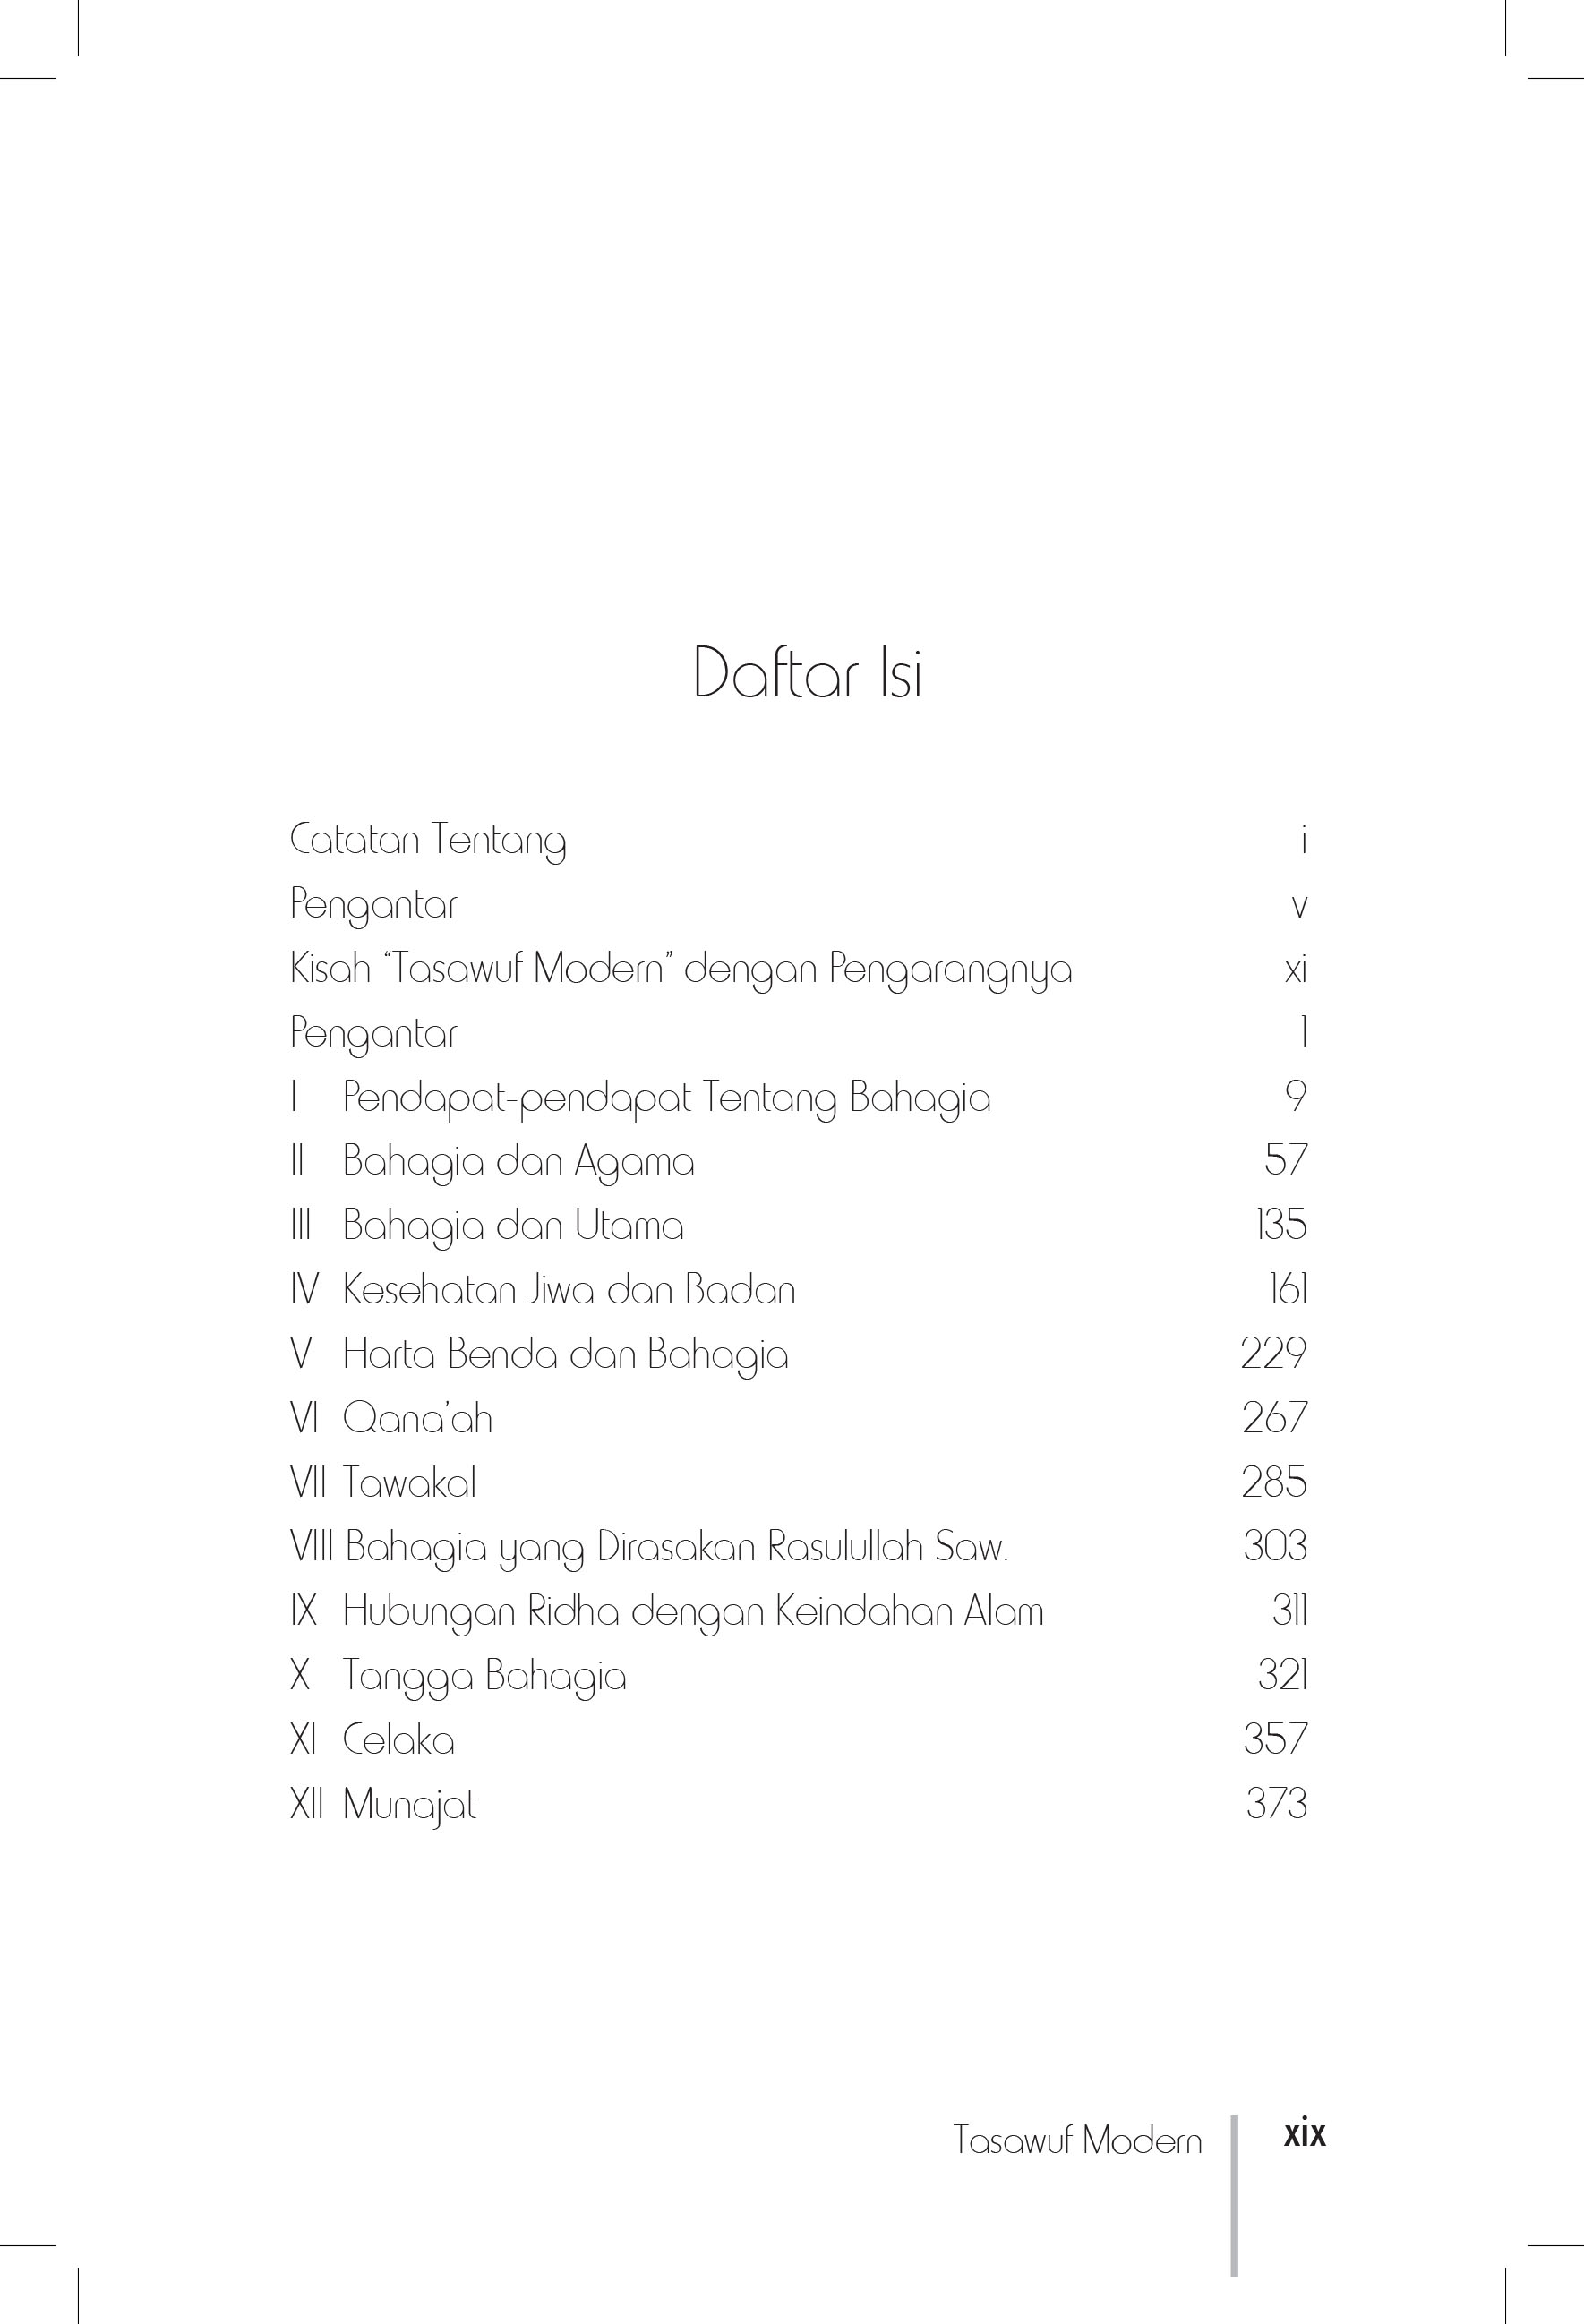 Daftar Isi
Catatan Tentang i
Pengantar v
Kisah “Tasawuf Modern” dengan Pengarangnya xi
Pengantar 1
I Pendapat-pendapat Tentang Bahagia 9
II Bahagia dan Agama 57
III Bahagia dan Utama 135
IV Kesehatan Jiwa dan Badan 161
V Harta Benda dan Bahagia 229
VI Qana’ah 267
VII Tawakal 285
VIII Bahagia yang Dirasakan Rasulullah Saw. 303
IX Hubungan Ridha dengan Keindahan Alam 311
X Tangga Bahagia 321
XI Celaka 357
XII Munajat 373
Tasawuf Modern xix